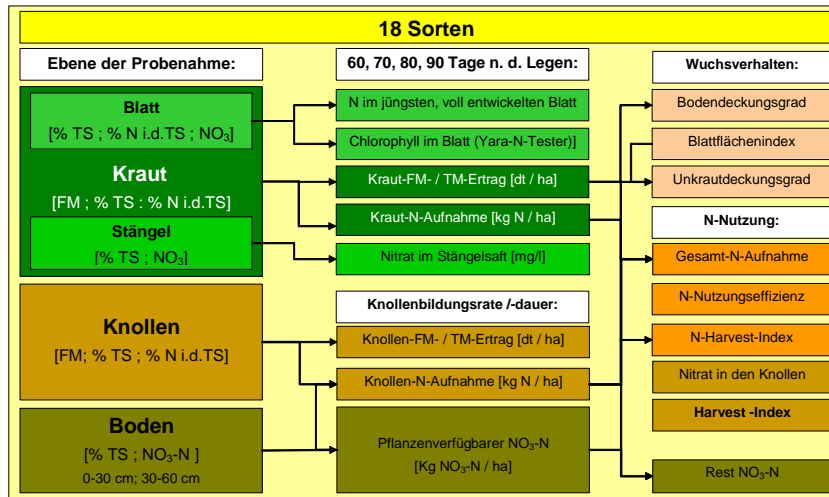 18 Sorten
Ebene der Probenahme:
Blatt
[% TS ; % N i.d.TS ; NO₃]
Kraut
[FM ; % TS : % N i.d.TS]
Stängel
[% TS ; NO₃]
Knollen
[FM; % TS ; % N i.d.TS]
Boden
[% TS ; NO₃-N ]
0-30 cm; 30-60 cm
60, 70, 80, 90 Tage n. d. Legen:
N im jüngsten, voll entwickelten Blatt
Chlorophyll im Blatt (Yara-N-Tester)]
Kraut-FM- / TM-Ertrag [dt / ha]
Kraut-N-Aufnahme [kg N / ha]
Nitrat im Stängelsaft [mg/l]
Knollenbildungsrate /-dauer:
Knollen-FM- / TM-Ertrag [dt / ha]
Knollen-N-Aufnahme [kg N / ha]
Pflanzenverfügbarer NO₃-N
[Kg NO₃-N / ha]
Wuchsverhalten:
Bodendeckungsgrad
Blattflächenindex
Unkrautdeckungsgrad
N-Nutzung:
Gesamt-N-Aufnahme
N-Nutzungseffizienz
N-Harvest-Index
Nitrat in den Knollen
Harvest -Index
Rest NO₃-N